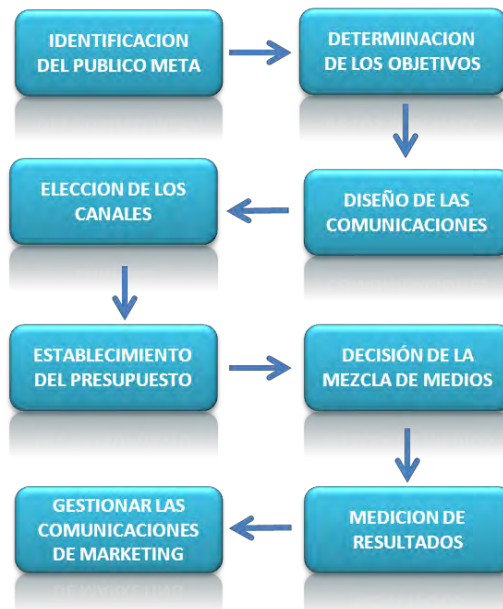 IDENTIFICACION
DEL PUBLICO META
DETERMINACION
DE LOS OBJETIVOS
DISEÑO DE LAS
COMUNICACIONES
ELECCION DE LOS
CANALES
ESTABLECIMIENTO
DEL PRESUPUESTO
DECISIÓN DE LA
MEZCLA DE MEDIOS
MEDICION DE
RESULTADOS
GESTIONAR LAS
COMUNICACIONES
DE MARKETING